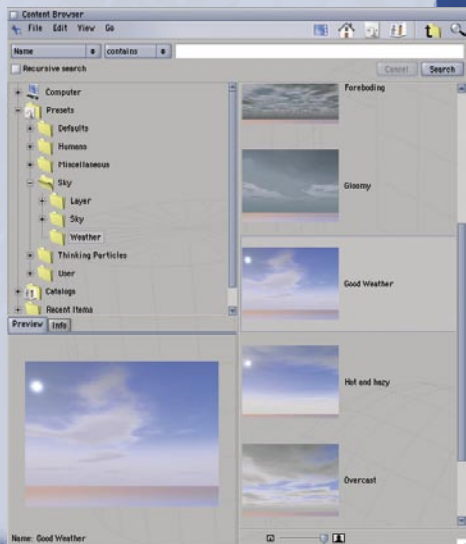 Content Browser
File Edit View Go
Name contains
Recursive search
Cancel Search
Computer
Presets
Defaults
Humans
Miscellaneous
Sky
Layer
Sky
Weather
Thinking Particles
User
Catalogs
Recent Items
Foreboding
Gloomy
Good Weather
Hot and hazy
Overcast
Preview Info
Name: Good Weather